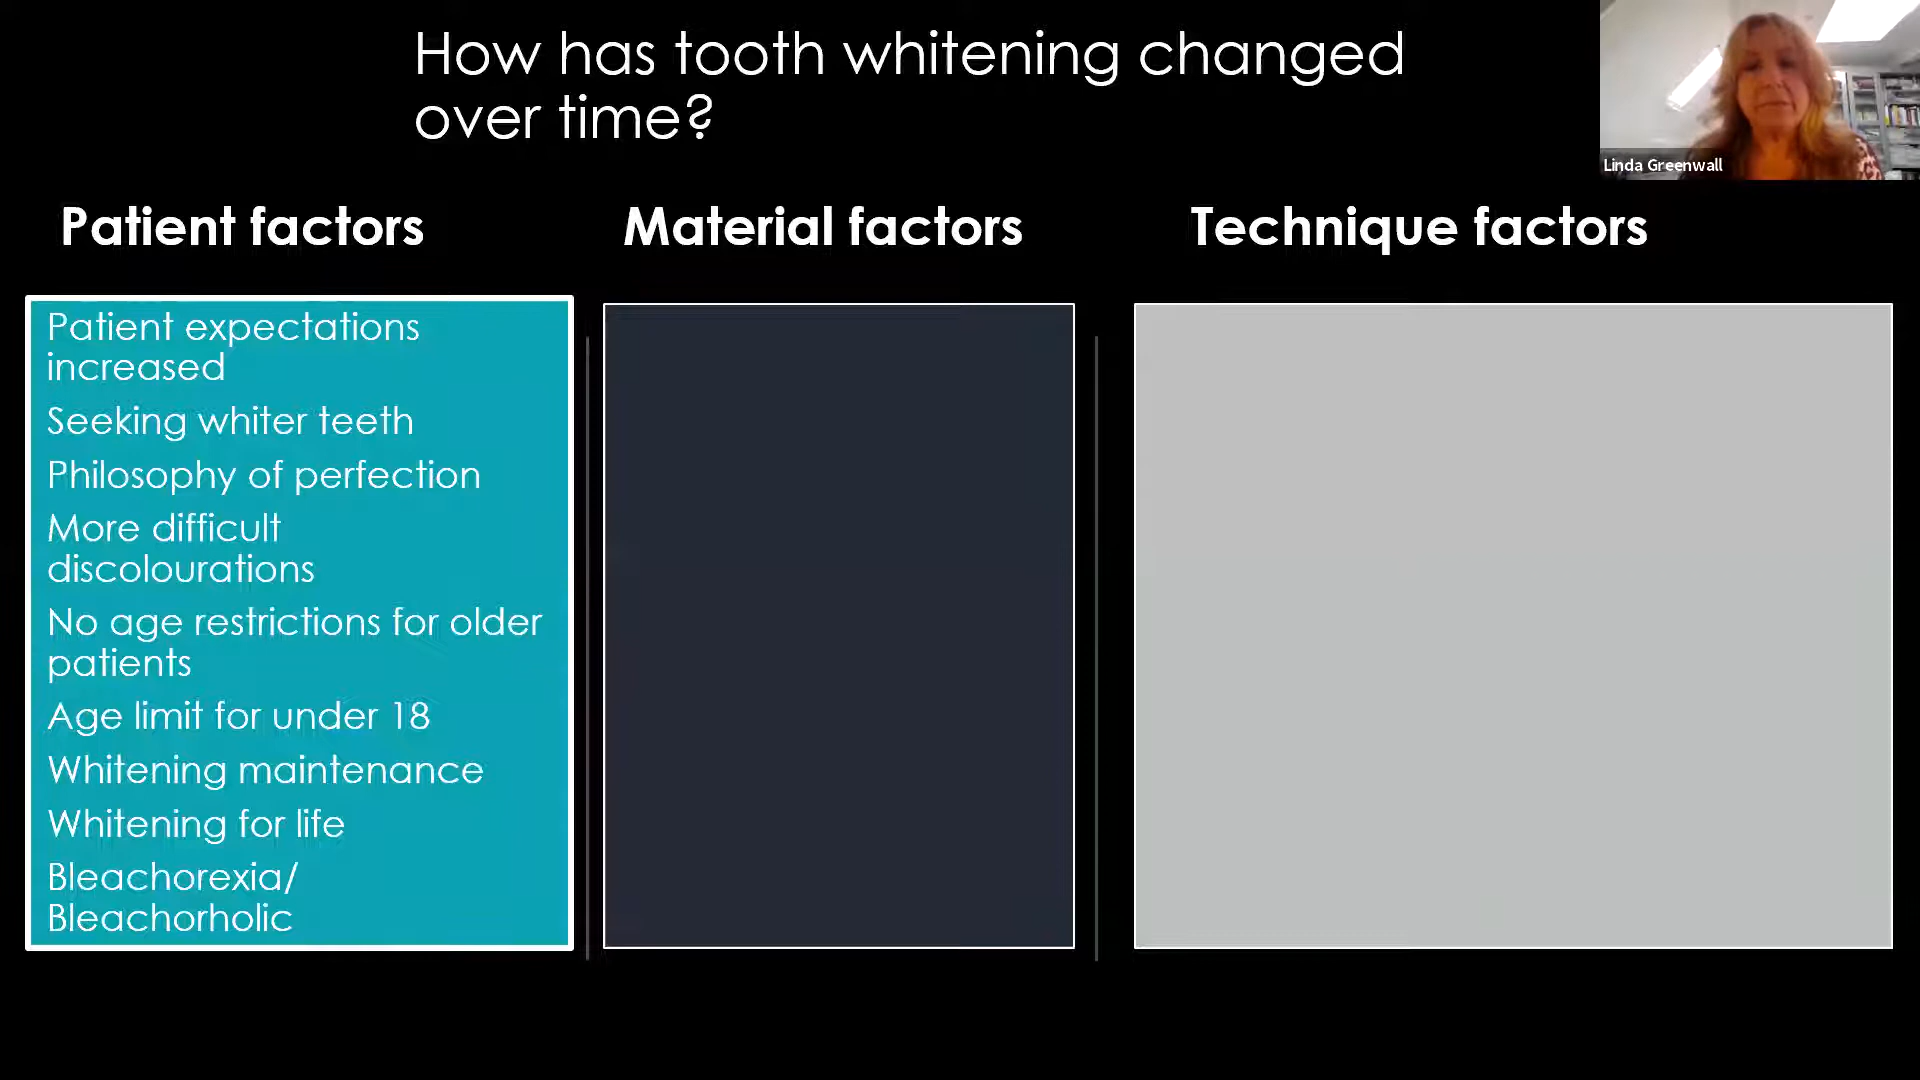 How has tooth whitening changed
over time?
Linda Greenwall
Patient factors
Material factors
Technique factors
Patient expectations
increased
Seeking whiter teeth
Philosophy of perfection
More difficult
discolourations
No age restrictions for older
patients
Age limit for under 18
Whitening maintenance
Whitening for life
Bleachorexia/
Bleachorholic